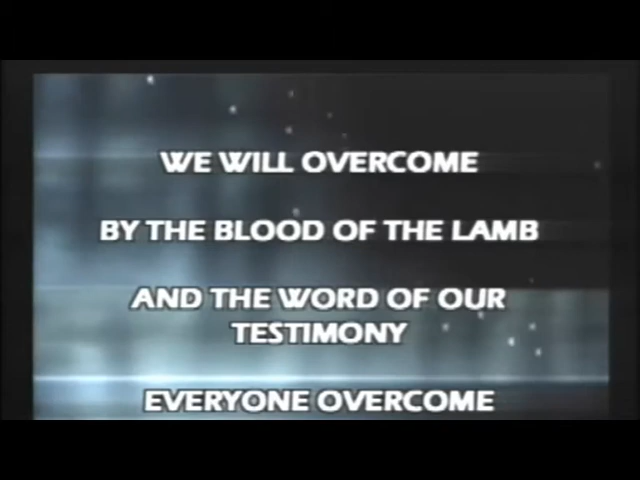 WE WILL OVERCOME
BY THE BLOOD OF THE LAMB
AND THE WORD OF OUR
TESTIMONY
EVERYONE OVERCOME